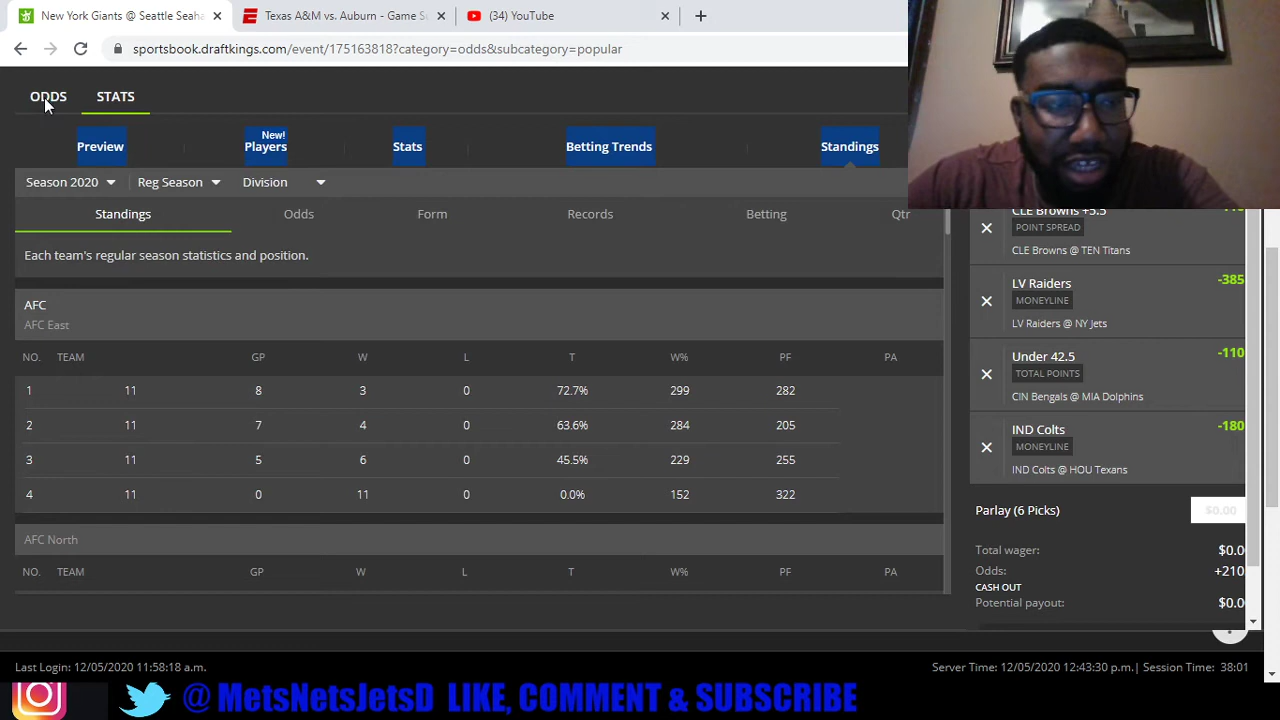 New York Giants @ Seattle Seaha
Texas A&M vs. Auburn - Game Su
(34) YouTube
sportsbook.draftkings.com/event/175163818?category=odds&subcategory=popular
ODDS STATS
Preview New! Players Stats Betting Trends Standings
Season 2020 Reg Season Division
Standings Odds Form Records Betting Qtr
Each team's regular season statistics and position.
AFC
AFC East
NO. TEAM GP W L T W% PF PA
1 11 8 3 0 72.7% 299 282
2 11 7 4 0 63.6% 284 205
3 11 5 6 0 45.5% 229 255
4 11 0 11 0 0.0% 152 322
AFC North
NO. TEAM GP W L T W% PF PA
CLE Browns +5.5
POINT SPREAD
CLE Browns @ TEN Titans
LV Raiders -385
MONEYLINE
LV Raiders @ NY Jets
Under 42.5 -110
TOTAL POINTS
CIN Bengals @ MIA Dolphins
IND Colts -180
MONEYLINE
IND Colts @ HOU Texans
Parlay (6 Picks) $0.00
Total wager: $0.0
Odds: +210
CASH OUT
Potential payout: $0.0
Last Login: 12/05/2020 11:58:18 a.m. Server Time: 12/05/2020 12:43:30 p.m.| Session Time: 38:01
@ MetsNetsJetsD LIKE, COMMENT & SUBSCRIBE